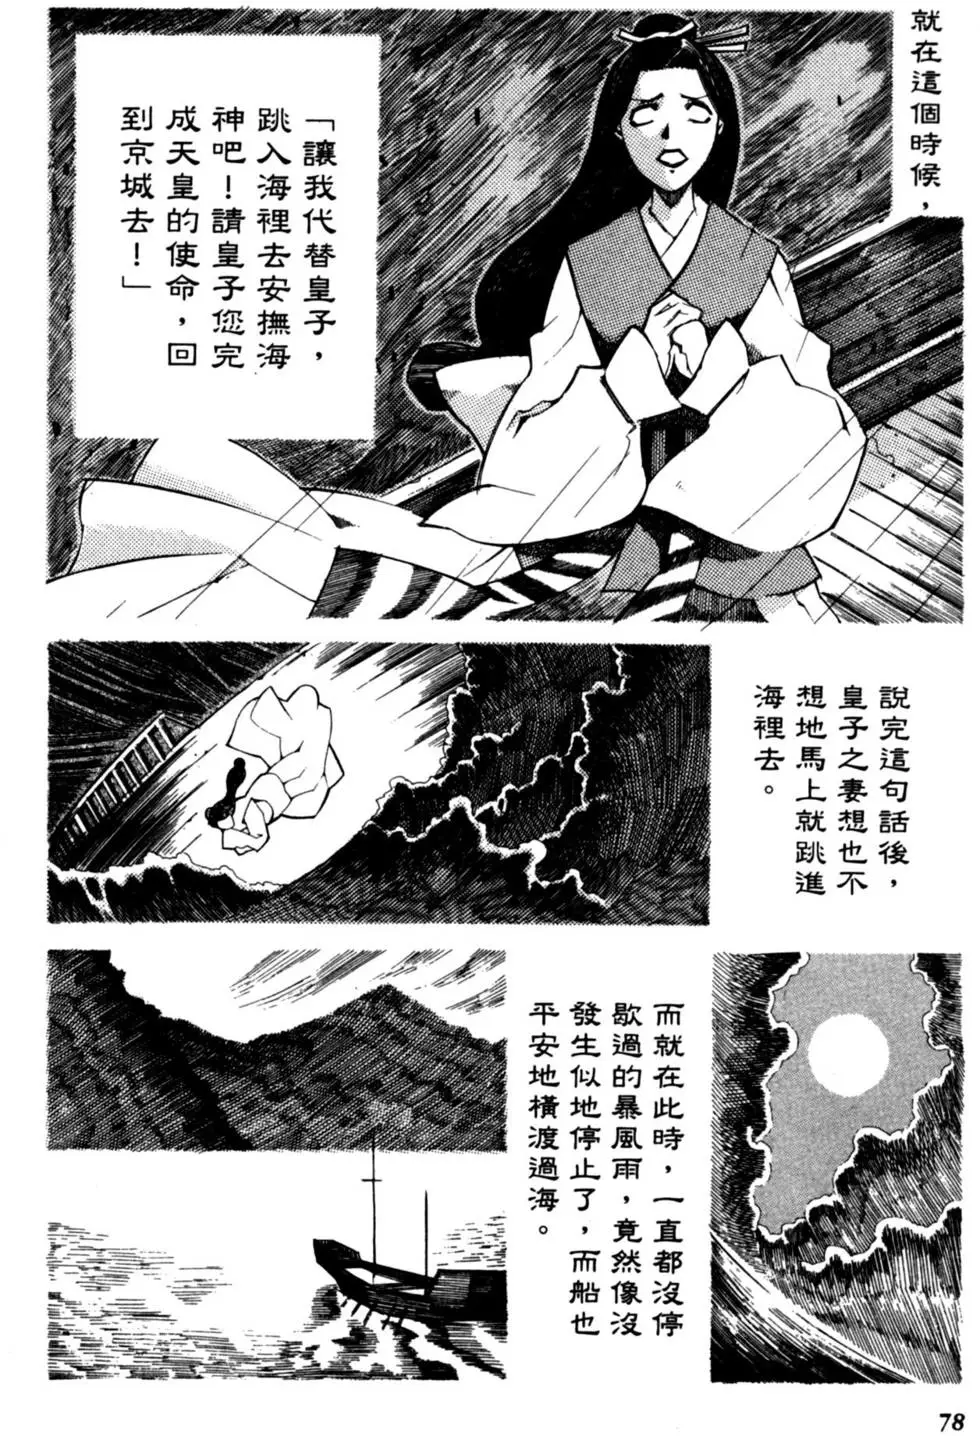 就在這個時候，
「讓我代替皇子，
跳入海裡去安撫海
神吧！請皇子您完
成天皇的使命，回
到京城去！」
說完這句話後，
皇子之妻想也不
想地馬上就跳進
海裡去。
而就在此時，一直都沒停
歇過的暴風雨，竟然像沒
發生似地停止了，而船也
平安地橫渡過海。
78